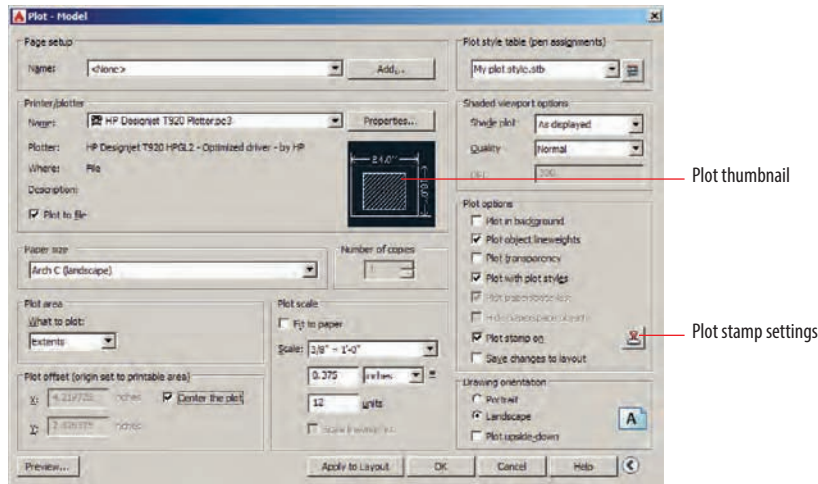 Plot - Model
Page setup
Name:
<None>
Add...
Plot style table (pen assignments)
My plot style.stb
Printer/plotter
Name:
HP Designjet T920 Plotter.pc3
Properties...
Plotter:
HP Designjet T920 HPGL2 - Optimized driver - by HP
Where:
File
Description:
Plot to file
24.0''
Plot thumbnail
Shaded viewport options
Shade plot:
As displayed
Quality
Normal
DPI
Paper size
Arch C (landscape)
Number of copies
1
Plot options
Plot in background
Plot object lineweights
Plot transparency
Plot with plot styles
Plot paperspace last
Hide paperspace objects
Plot stamp on
Save changes to layout
Plot stamp settings
Plot area
What to plot:
Extents
Plot scale
Fit to paper
Scale:
3/8" = 1'-0"
0.375
inches
=
12
units
Scale lineweights
Plot offset (origin set to printable area)
X:
inches
Center the plot
Y:
inches
Drawing orientation
Portrait
Landscape
Plot upside-down
A
Preview...
Apply to Layout
OK
Cancel
Help